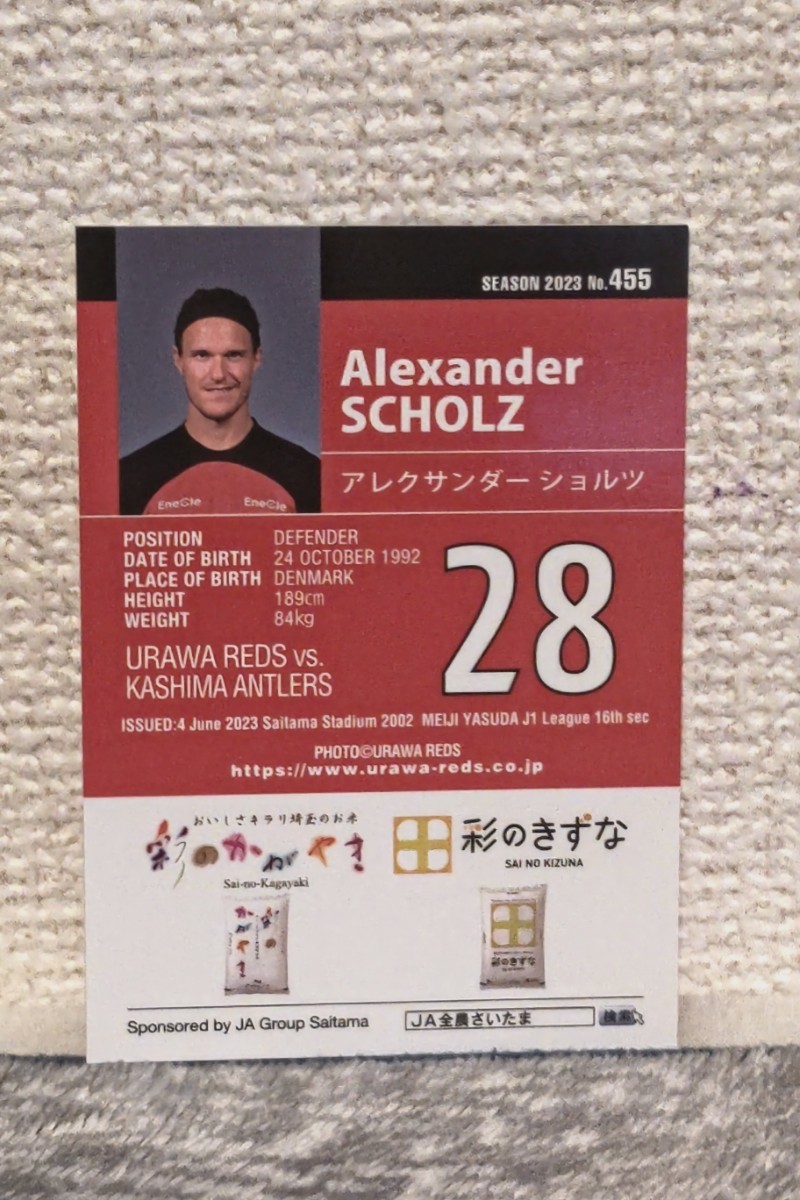 SEASON 2023 No.455
Alexander
SCHOLZ
アレクサンダー ショルツ
EneCle EneCle
POSITION DEFENDER
DATE OF BIRTH 24 OCTOBER 1992
PLACE OF BIRTH DENMARK
HEIGHT 189cm
WEIGHT 84kg
28
URAWA REDS vs.
KASHIMA ANTLERS
ISSUED:4 June 2023 Saitama Stadium 2002 MEIJI YASUDA J1 League 16th sec
PHOTO©URAWA REDS
https://www.urawa-reds.co.jp
おいしさキラリ埼玉のお米
彩のかがやき
Sai-no-Kagayaki
彩のきずな
SAI NO KIZUNA
彩のきずな
Sponsored by JA Group Saitama
JA全農さいたま 検索